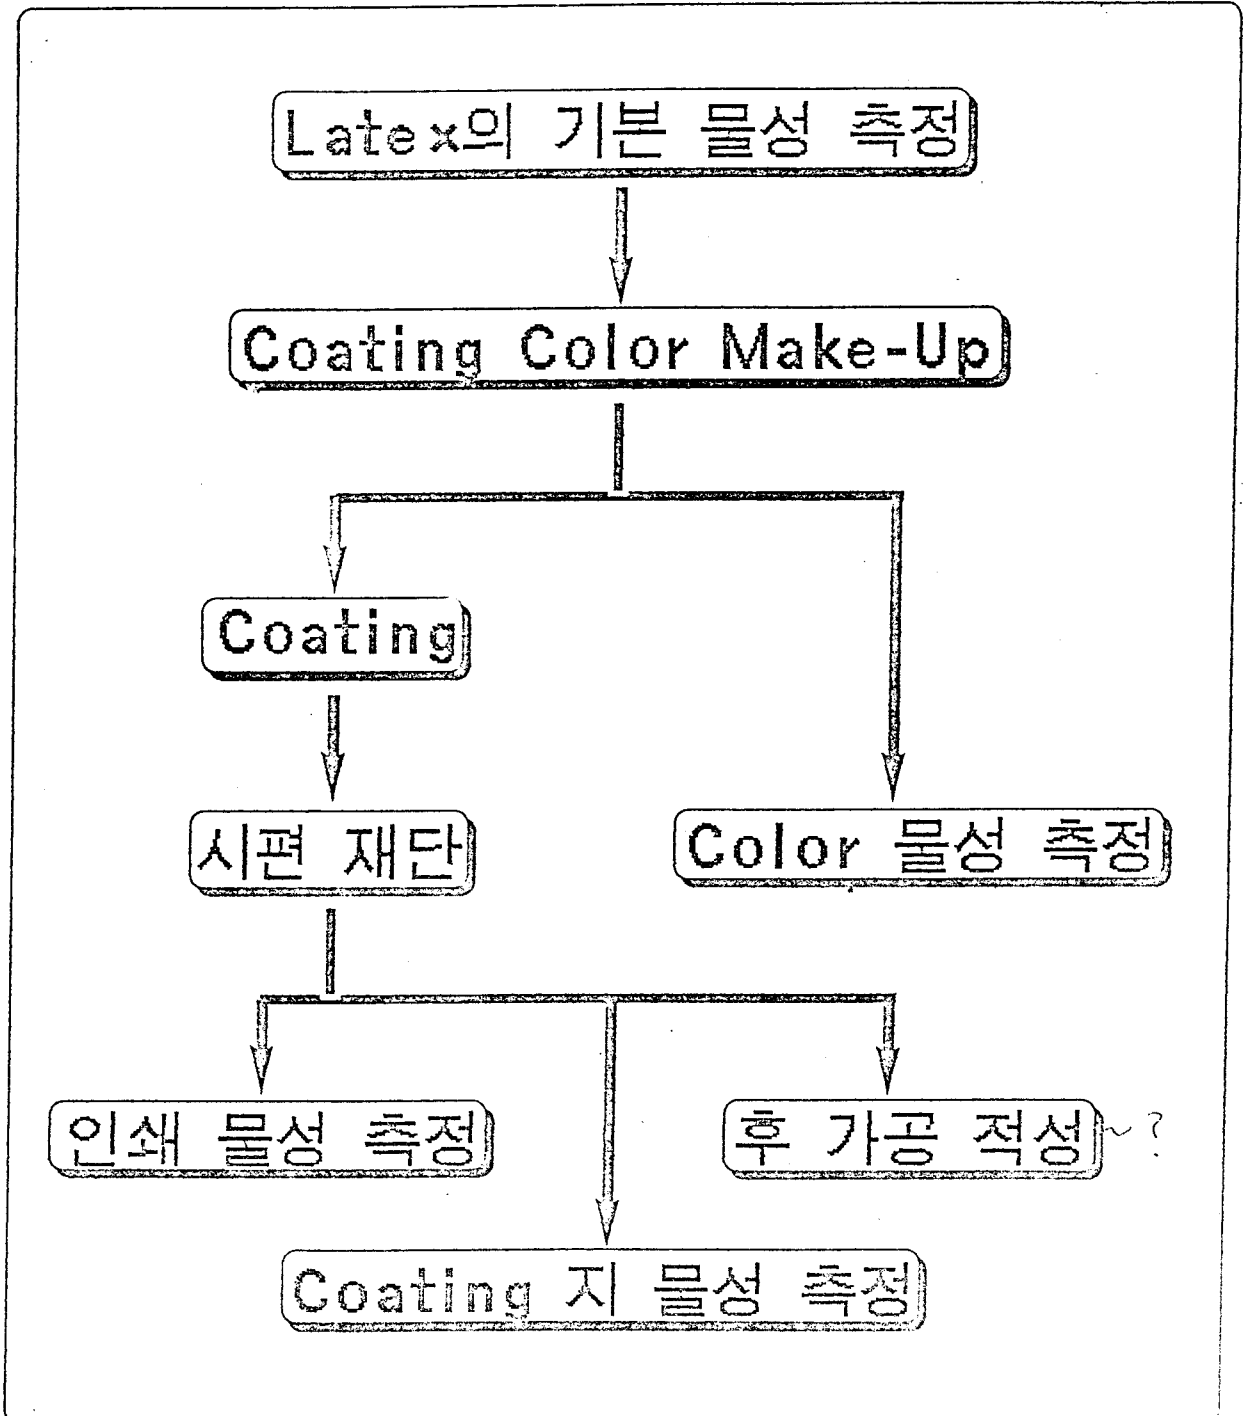 Latex의 기본 물성 측정
Coating Color Make-Up
Coating
시편 재단
Color 물성 측정
인쇄 물성 측정
후 가공 적성 ~ ?
Coating 지 물성 측정